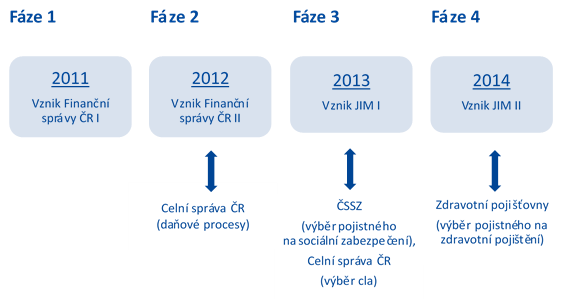 Fáze 1
Fáze 2
Fáze 3
Fáze 4
2011
Vznik Finanční
správy ČR I
2012
Vznik Finanční
správy ČR II
2013
Vznik JIM I
2014
Vznik JIM II
Celní správa ČR
(daňové procesy)
ČSSZ
(výběr pojistného
na sociální zabezpečení),
Celní správa ČR
(výběr cla)
Zdravotní pojišťovny
(výběr pojistného na
zdravotní pojištění)